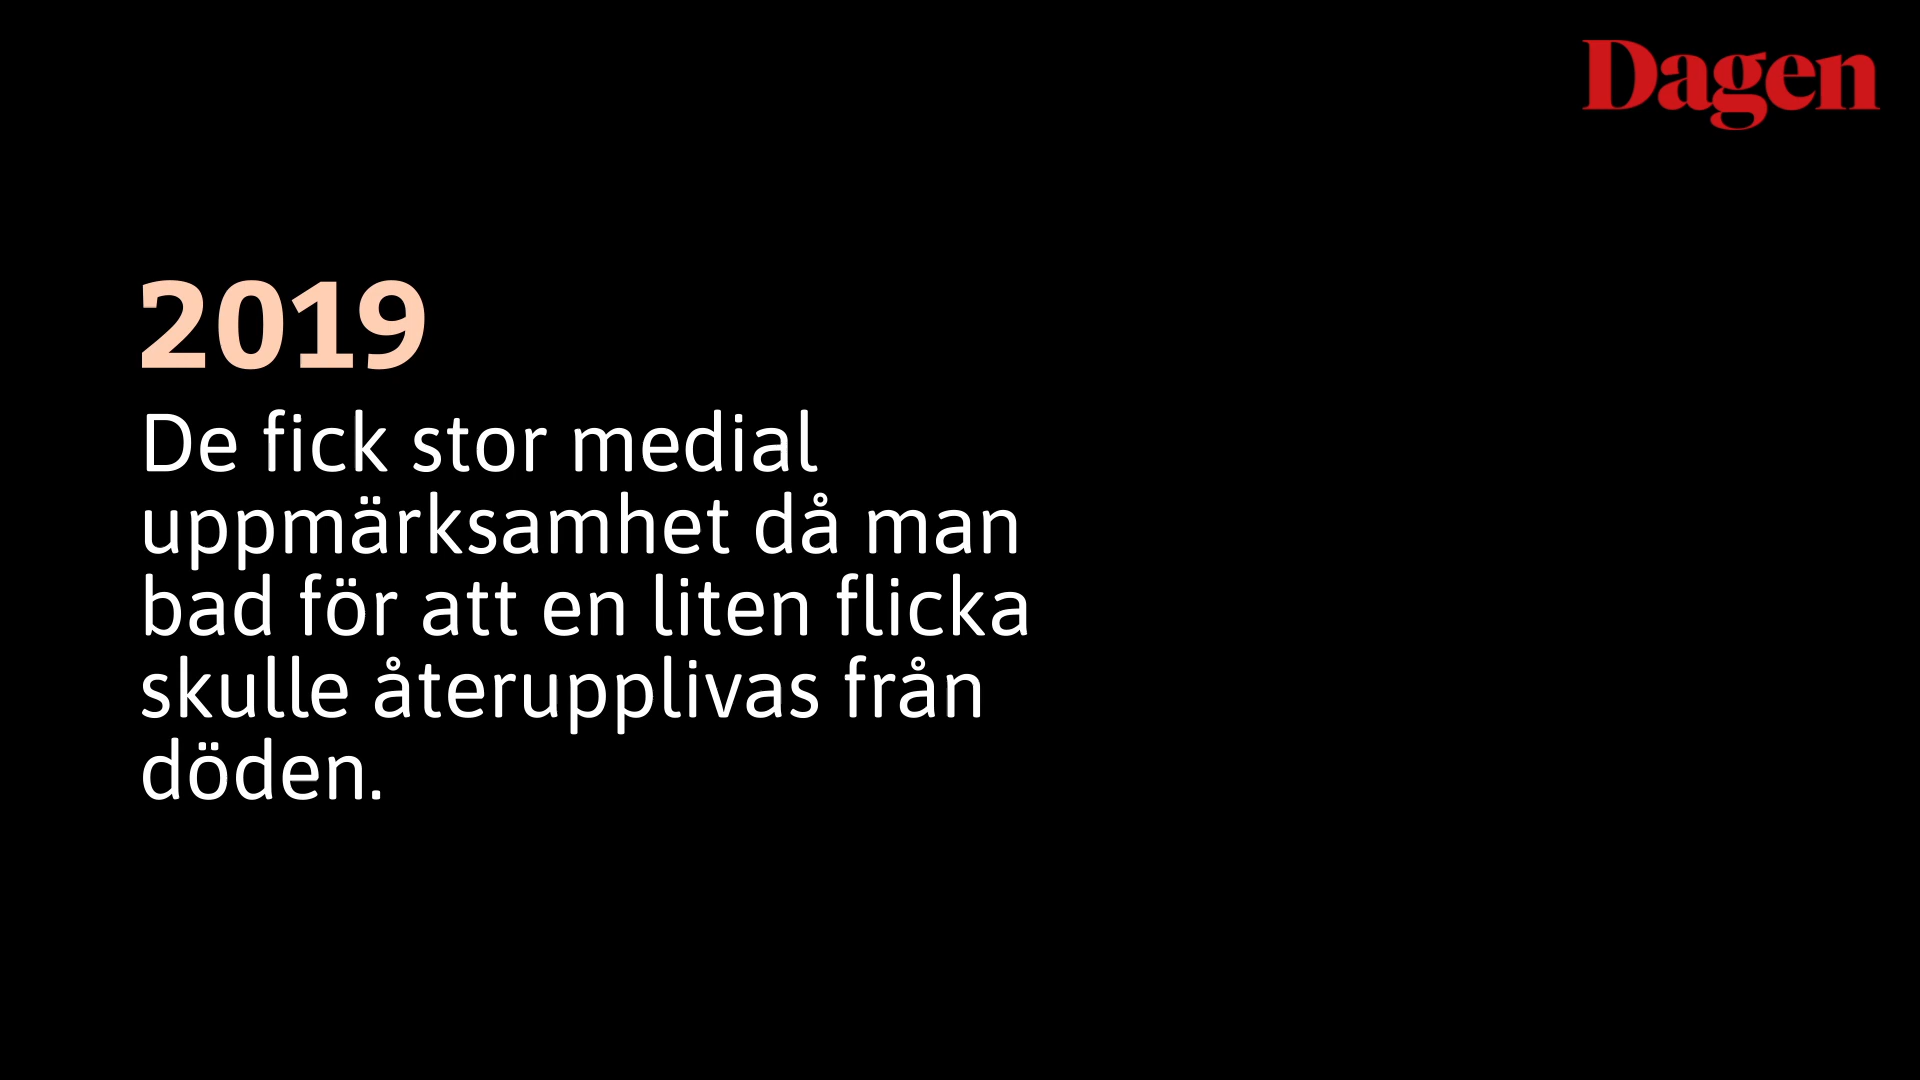 Dagen
2019
De fick stor medial
uppmärksamhet då man
bad för att en liten flicka
skulle återupplivas från
döden.